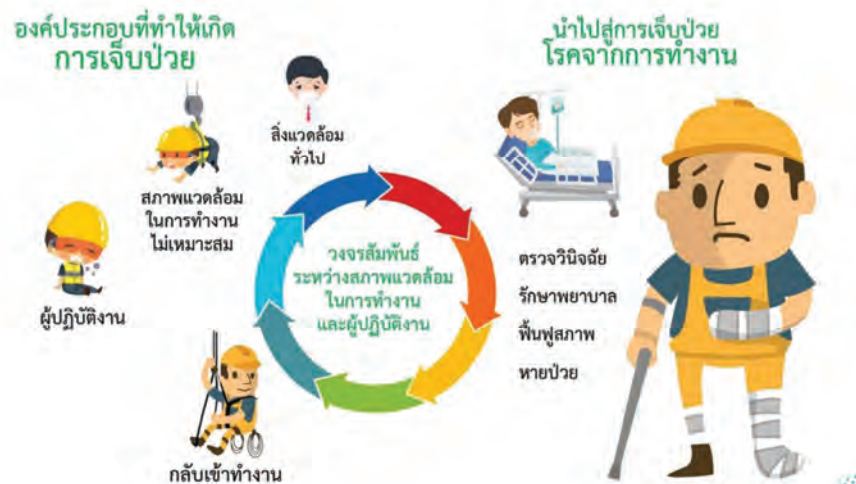 องค์ประกอบที่ทำให้เกิด
การเจ็บป่วย
สิ่งแวดล้อม
ทั่วไป
สภาพแวดล้อม
ในการทำงาน
ไม่เหมาะสม
ผู้ปฏิบัติงาน
กลับเข้าทำงาน
วงจรสัมพันธ์
ระหว่างสภาพแวดล้อม
ในการทำงาน
และผู้ปฏิบัติงาน
นำไปสู่การเจ็บป่วย
โรคจากการทำงาน
ตรวจวินิจฉัย
รักษาพยาบาล
ฟื้นฟูสภาพ
หายป่วย